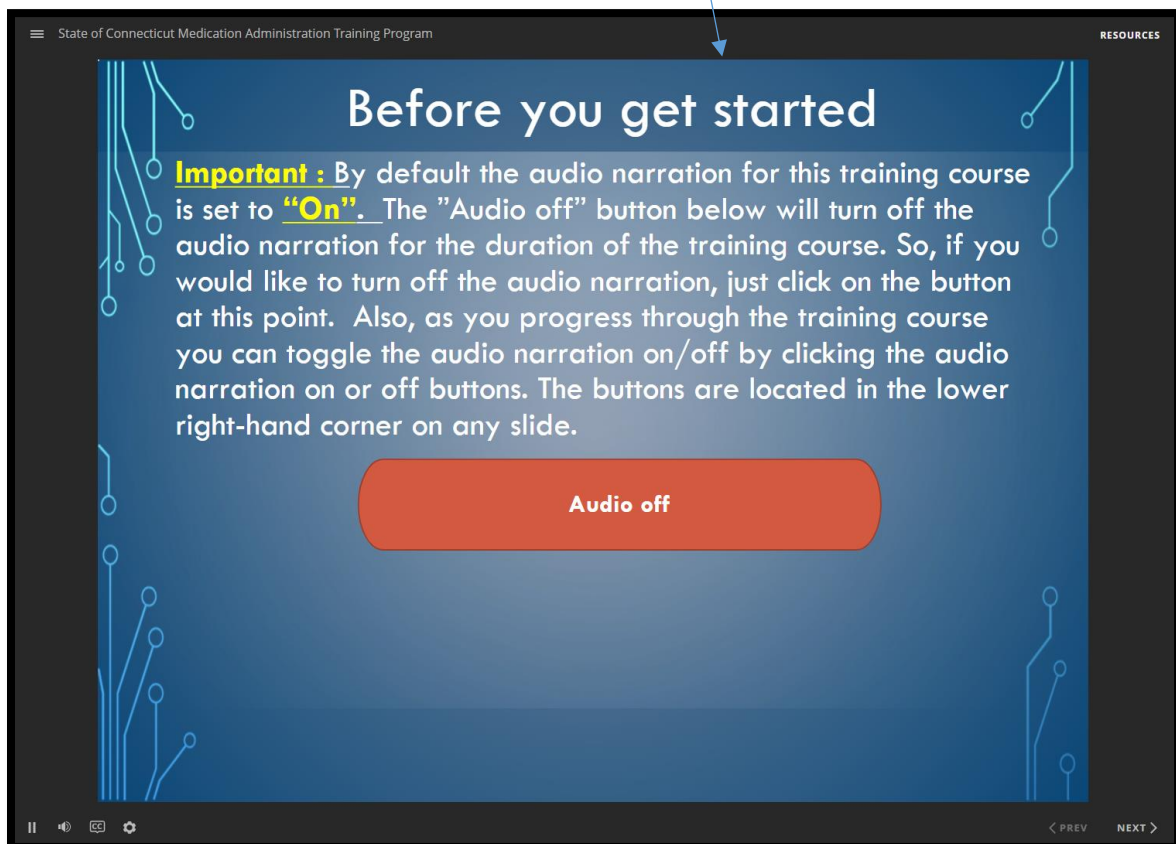 State of Connecticut Medication Administration Training Program
RESOURCES
Before you get started
Important : By default the audio narration for this training course
is set to “On”. The ”Audio off” button below will turn off the
audio narration for the duration of the training course. So, if you
would like to turn off the audio narration, just click on the button
at this point. Also, as you progress through the training course
you can toggle the audio narration on/off by clicking the audio
narration on or off buttons. The buttons are located in the lower
right-hand corner on any slide.
Audio off
CC
PREV
NEXT